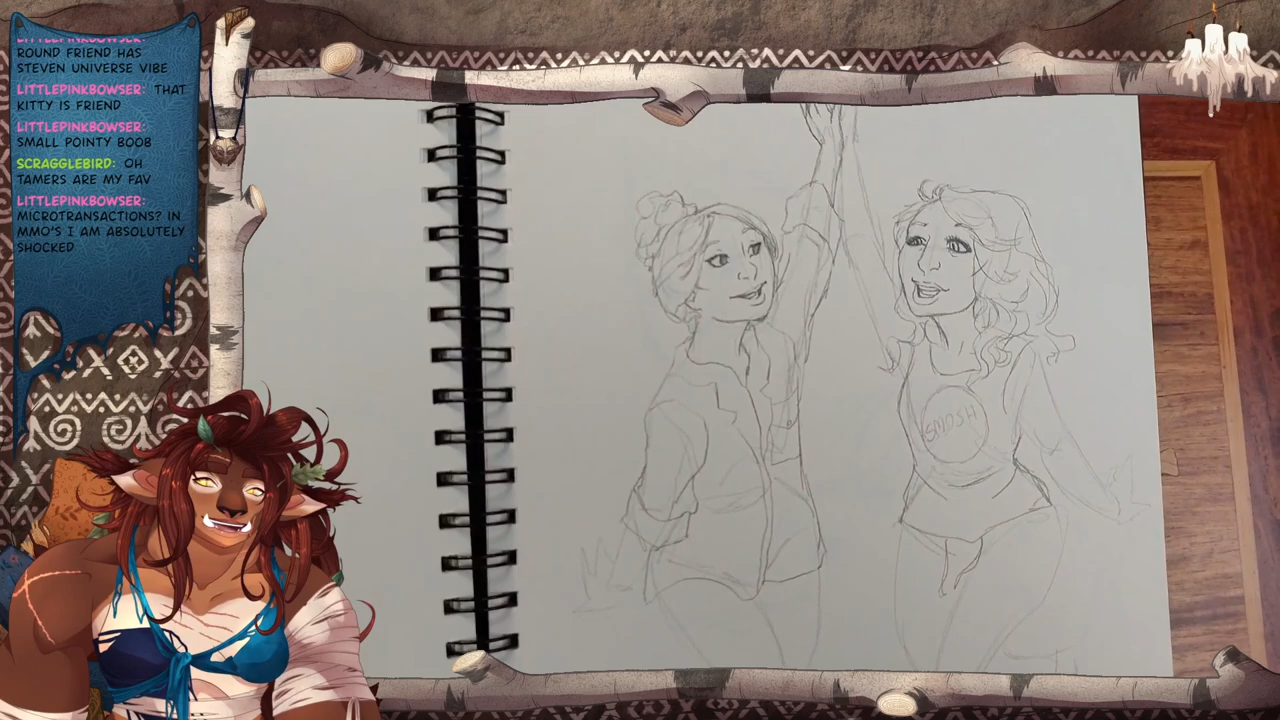 LITTLEPINKBOWSER:
ROUND FRIEND HAS
STEVEN UNIVERSE VIBE
LITTLEPINKBOWSER: THAT
KITTY IS FRIEND
LITTLEPINKBOWSER:
SMALL POINTY BOOB
SCRAGGLEBIRD: OH
TAMERS ARE MY FAV
LITTLEPINKBOWSER:
MICROTRANSACTIONS? IN
MMO'S I AM ABSOLUTELY
SHOCKED
SMOSH